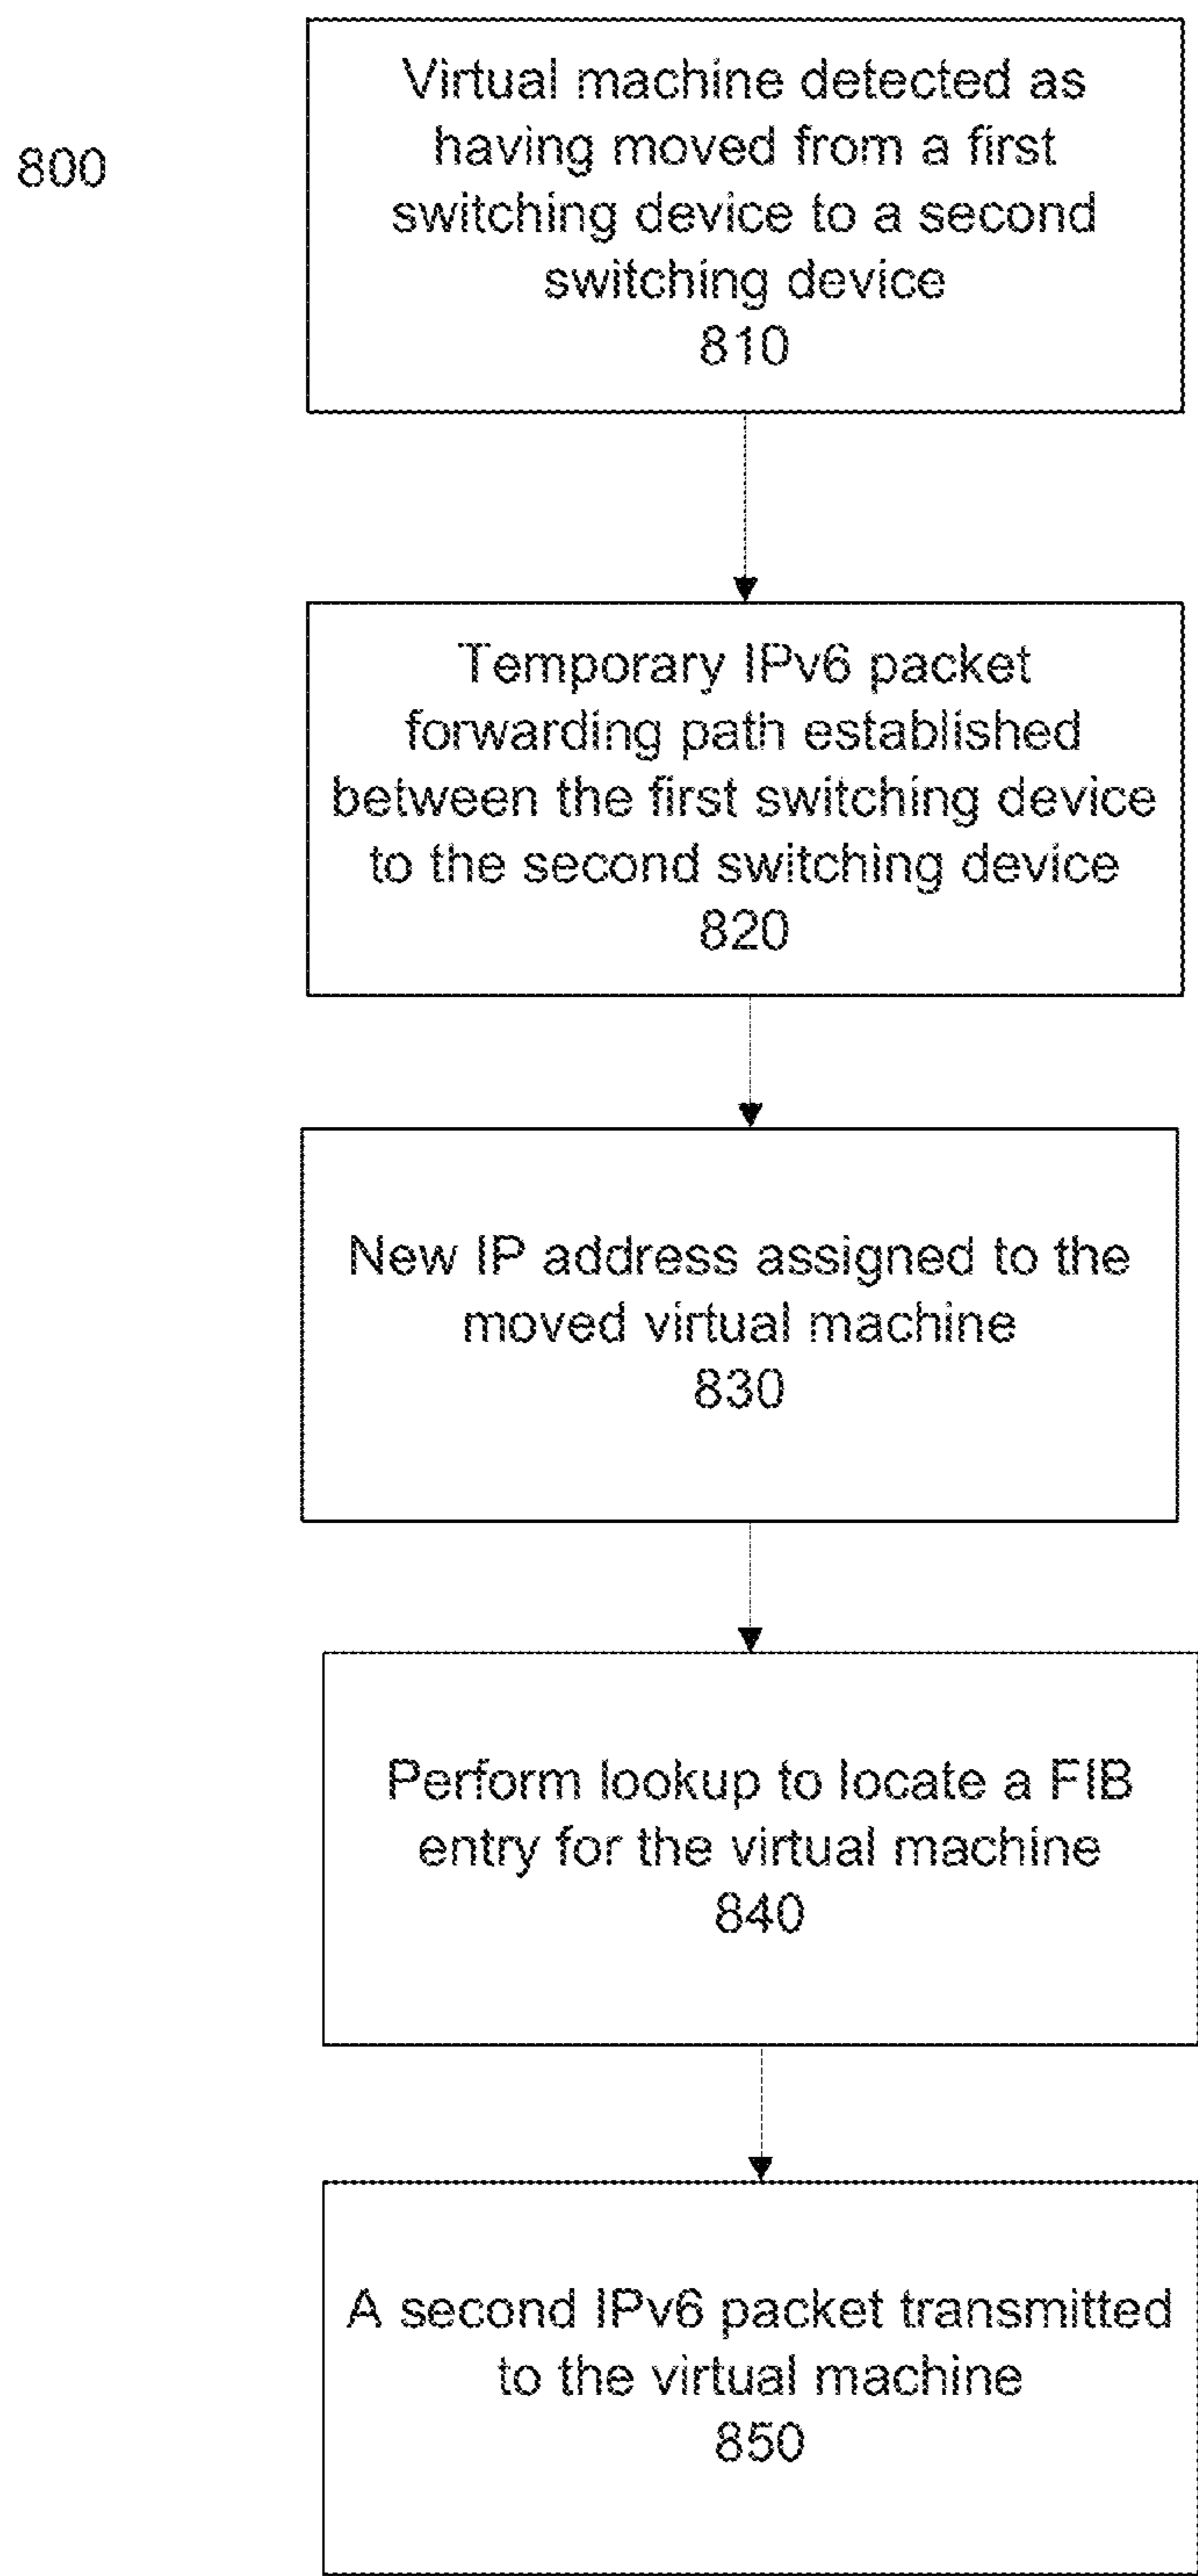 800
Virtual machine detected as
having moved from a first
switching device to a second
switching device
810
Temporary IPv6 packet
forwarding path established
between the first switching device
to the second switching device
820
New IP address assigned to the
moved virtual machine
830
Perform lookup to locate a FIB
entry for the virtual machine
840
A second IPv6 packet transmitted
to the virtual machine
850